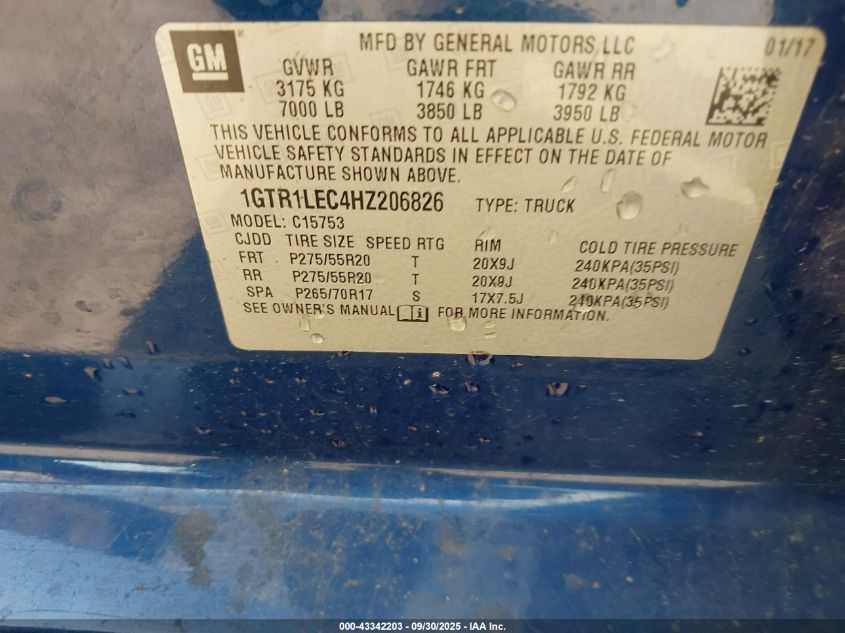 GM
MFD BY GENERAL MOTORS LLC 01/17
GVWR GAWR FRT GAWR RR
3175 KG 1746 KG 1792 KG
7000 LB 3850 LB 3950 LB
THIS VEHICLE CONFORMS TO ALL APPLICABLE U.S. FEDERAL MOTOR
VEHICLE SAFETY STANDARDS IN EFFECT ON THE DATE OF
MANUFACTURE SHOWN ABOVE.
1GTR1LEC4HZ206826 TYPE: TRUCK
MODEL: C15753
CJDD TIRE SIZE SPEED RTG RIM COLD TIRE PRESSURE
FRT P275/55R20 T 20X9J 240KPA(35PSI)
RR P275/55R20 T 20X9J 240KPA(35PSI)
SPA P265/70R17 S 17X7.5J 240KPA(35PSI)
SEE OWNER'S MANUAL FOR MORE INFORMATION.
000-43342203 - 09/30/2025 - IAA Inc.